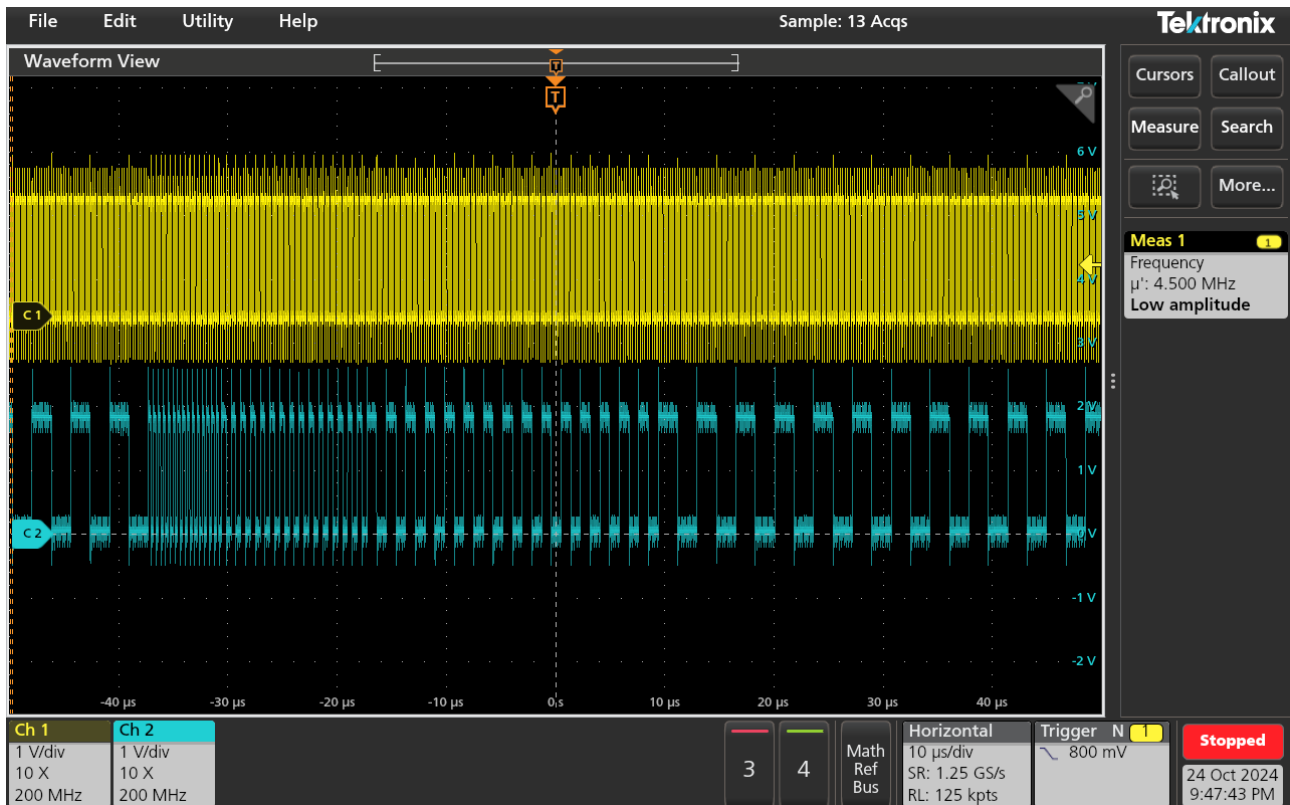 File Edit Utility Help Sample: 13 Acqs Tektronix
Waveform View
T
T
Cursors Callout
Measure Search
More...
6 V
5 V
4 V
3 V
2 V
1 V
0 V
-1 V
-2 V
C 1
C 2
Meas 1 1
Frequency
µ': 4.500 MHz
Low amplitude
-40 µs -30 µs -20 µs -10 µs 0 s 10 µs 20 µs 30 µs 40 µs
Ch 1
1 V/div
10 X
200 MHz
Ch 2
1 V/div
10 X
200 MHz
3
4
Math
Ref
Bus
Horizontal
10 µs/div
SR: 1.25 GS/s
RL: 125 kpts
Trigger N 1
800 mV
Stopped
24 Oct 2024
9:47:43 PM